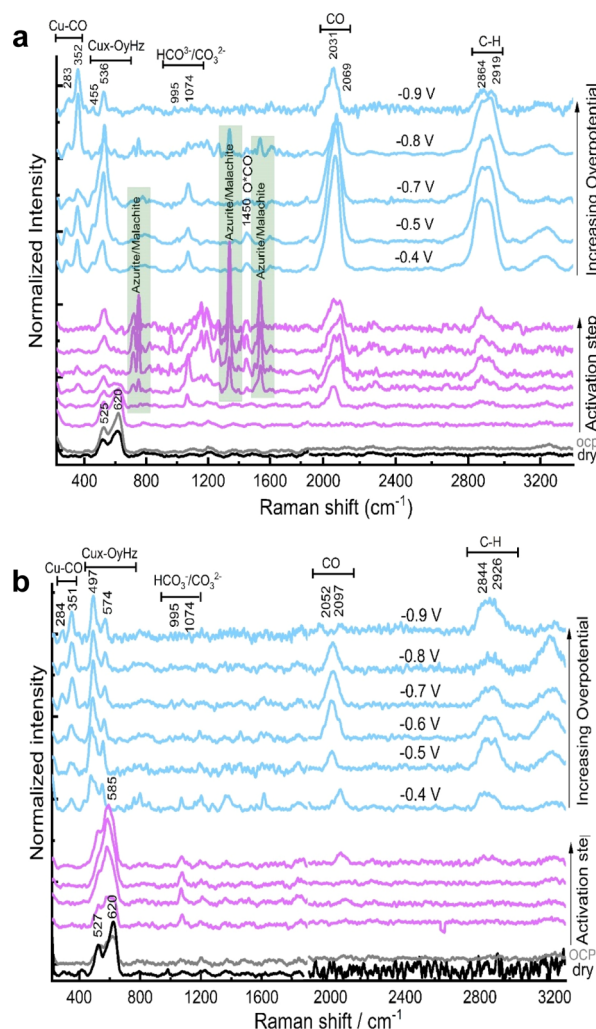 a
Cu-CO
Cux-OyHz
HCO³⁻/CO₃²⁻
CO
C-H
283
352
455
536
995
1074
2031
2069
2864
2919
-0.9 V
-0.8 V
-0.7 V
-0.5 V
-0.4 V
Azurite/Malachite
Azurite/Malachite
1450 O*CO
Azurite/Malachite
525
620
ocp
dry
Normalized Intensity
Increasing Overpotential
Activation step
400 800 1200 1600 2000 2400 2800 3200
Raman shift (cm⁻¹)
b
Cu-CO
Cux-OyHz
HCO₃⁻/CO₃²⁻
CO
C-H
284
351
497
574
995
1074
2052
2097
2844
2926
-0.9 V
-0.8 V
-0.7 V
-0.6 V
-0.5 V
-0.4 V
585
527
620
OCP
dry
Normalized intensity
Increasing Overpotential
Activation step
400 800 1200 1600 2000 2400 3200
Raman shift / cm⁻¹